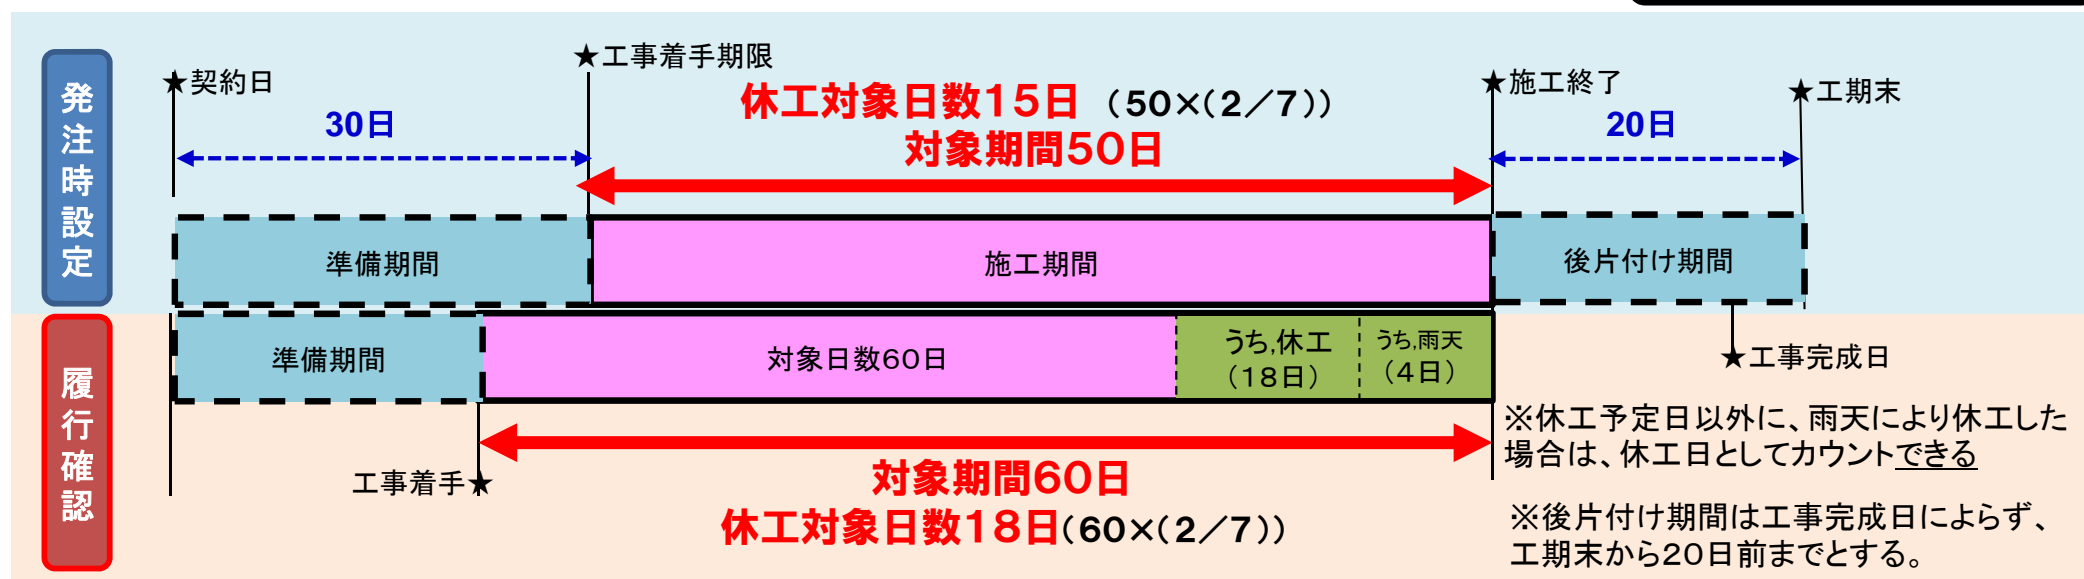 発注時設定
★契約日
★工事着手期限
★施工終了
★工期末
30日
休工対象日数15日 (50×(2/7))
対象期間50日
20日
準備期間
施工期間
後片付け期間
履行確認
準備期間
対象日数60日
うち,休工
(18日)
うち,雨天
(4日)
★工事完成日
工事着手★
対象期間60日
休工対象日数18日(60×(2/7))
※休工予定日以外に、雨天により休工した
場合は、休工日としてカウントできる
※後片付け期間は工事完成日によらず、
工期末から20日前までとする。